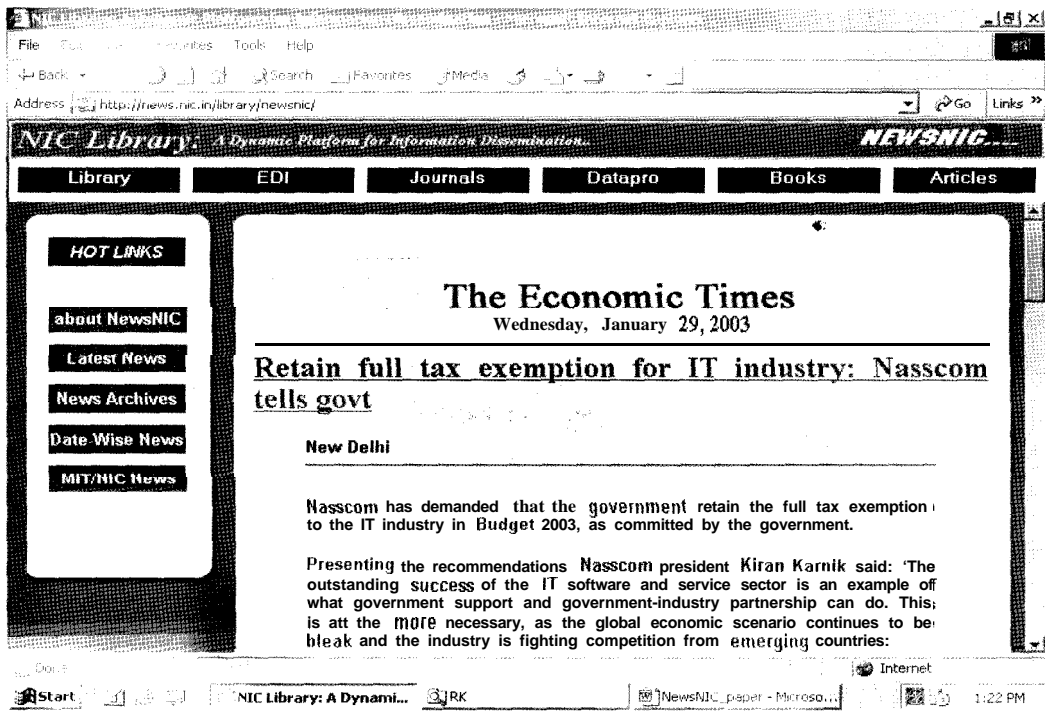 File Tools Help
Back Search Favorites Media
Address http://news.nic.in/library/newsnic/ Go Links »
NIC Library: A Dynamic Platform for Information Dissemination.. NEWSNIC....
Library EDI Journals Datapro Books Articles
HOT LINKS
about NewsNIC
Latest News
News Archives
Date-Wise News
MIT/NIC News
The Economic Times
Wednesday, January 29, 2003
Retain full tax exemption for IT industry: Nasscom
tells govt
New Delhi
Nasscom has demanded that the government retain the full tax exemption
to the IT industry in Budget 2003, as committed by the government.
Presenting the recommendations Nasscom president Kiran Karnik said: 'The
outstanding success of the IT software and service sector is an example off
what government support and government-industry partnership can do. This;
is att the more necessary, as the global economic scenario continues to be
bleak and the industry is fighting competition from emerging countries:
Done Internet
Start NIC Library: A Dynami... RK NewsNIC_paper - Microso... 1:22 PM